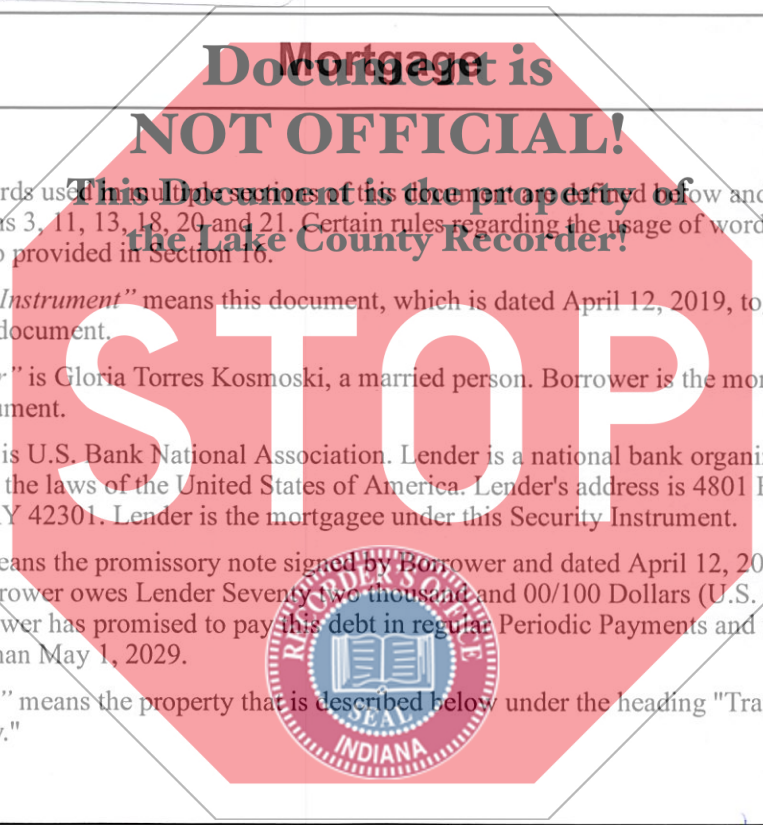 Mortgage
Document is
NOT OFFICIAL!
This Document is the property of
the Lake County Recorder!
rds used in multiple sections of this document are defined below and
s 3, 11, 13, 18, 20 and 21. Certain rules regarding the usage of word
o provided in Section 16.
Instrument” means this document, which is dated April 12, 2019, to
document.
r” is Gloria Torres Kosmoski, a married person. Borrower is the mor
ument.
is U.S. Bank National Association. Lender is a national bank organi
the laws of the United States of America. Lender's address is 4801
Y 42301. Lender is the mortgagee under this Security Instrument.
eans the promissory note signed by Borrower and dated April 12, 20
rrower owes Lender Seventy two thousand and 00/100 Dollars (U.S.
wer has promised to pay this debt in regular Periodic Payments and
han May 1, 2029.
” means the property that is described below under the heading "Tra
."
STOP
RECORDER'S OFFICE
SEAL
INDIANA